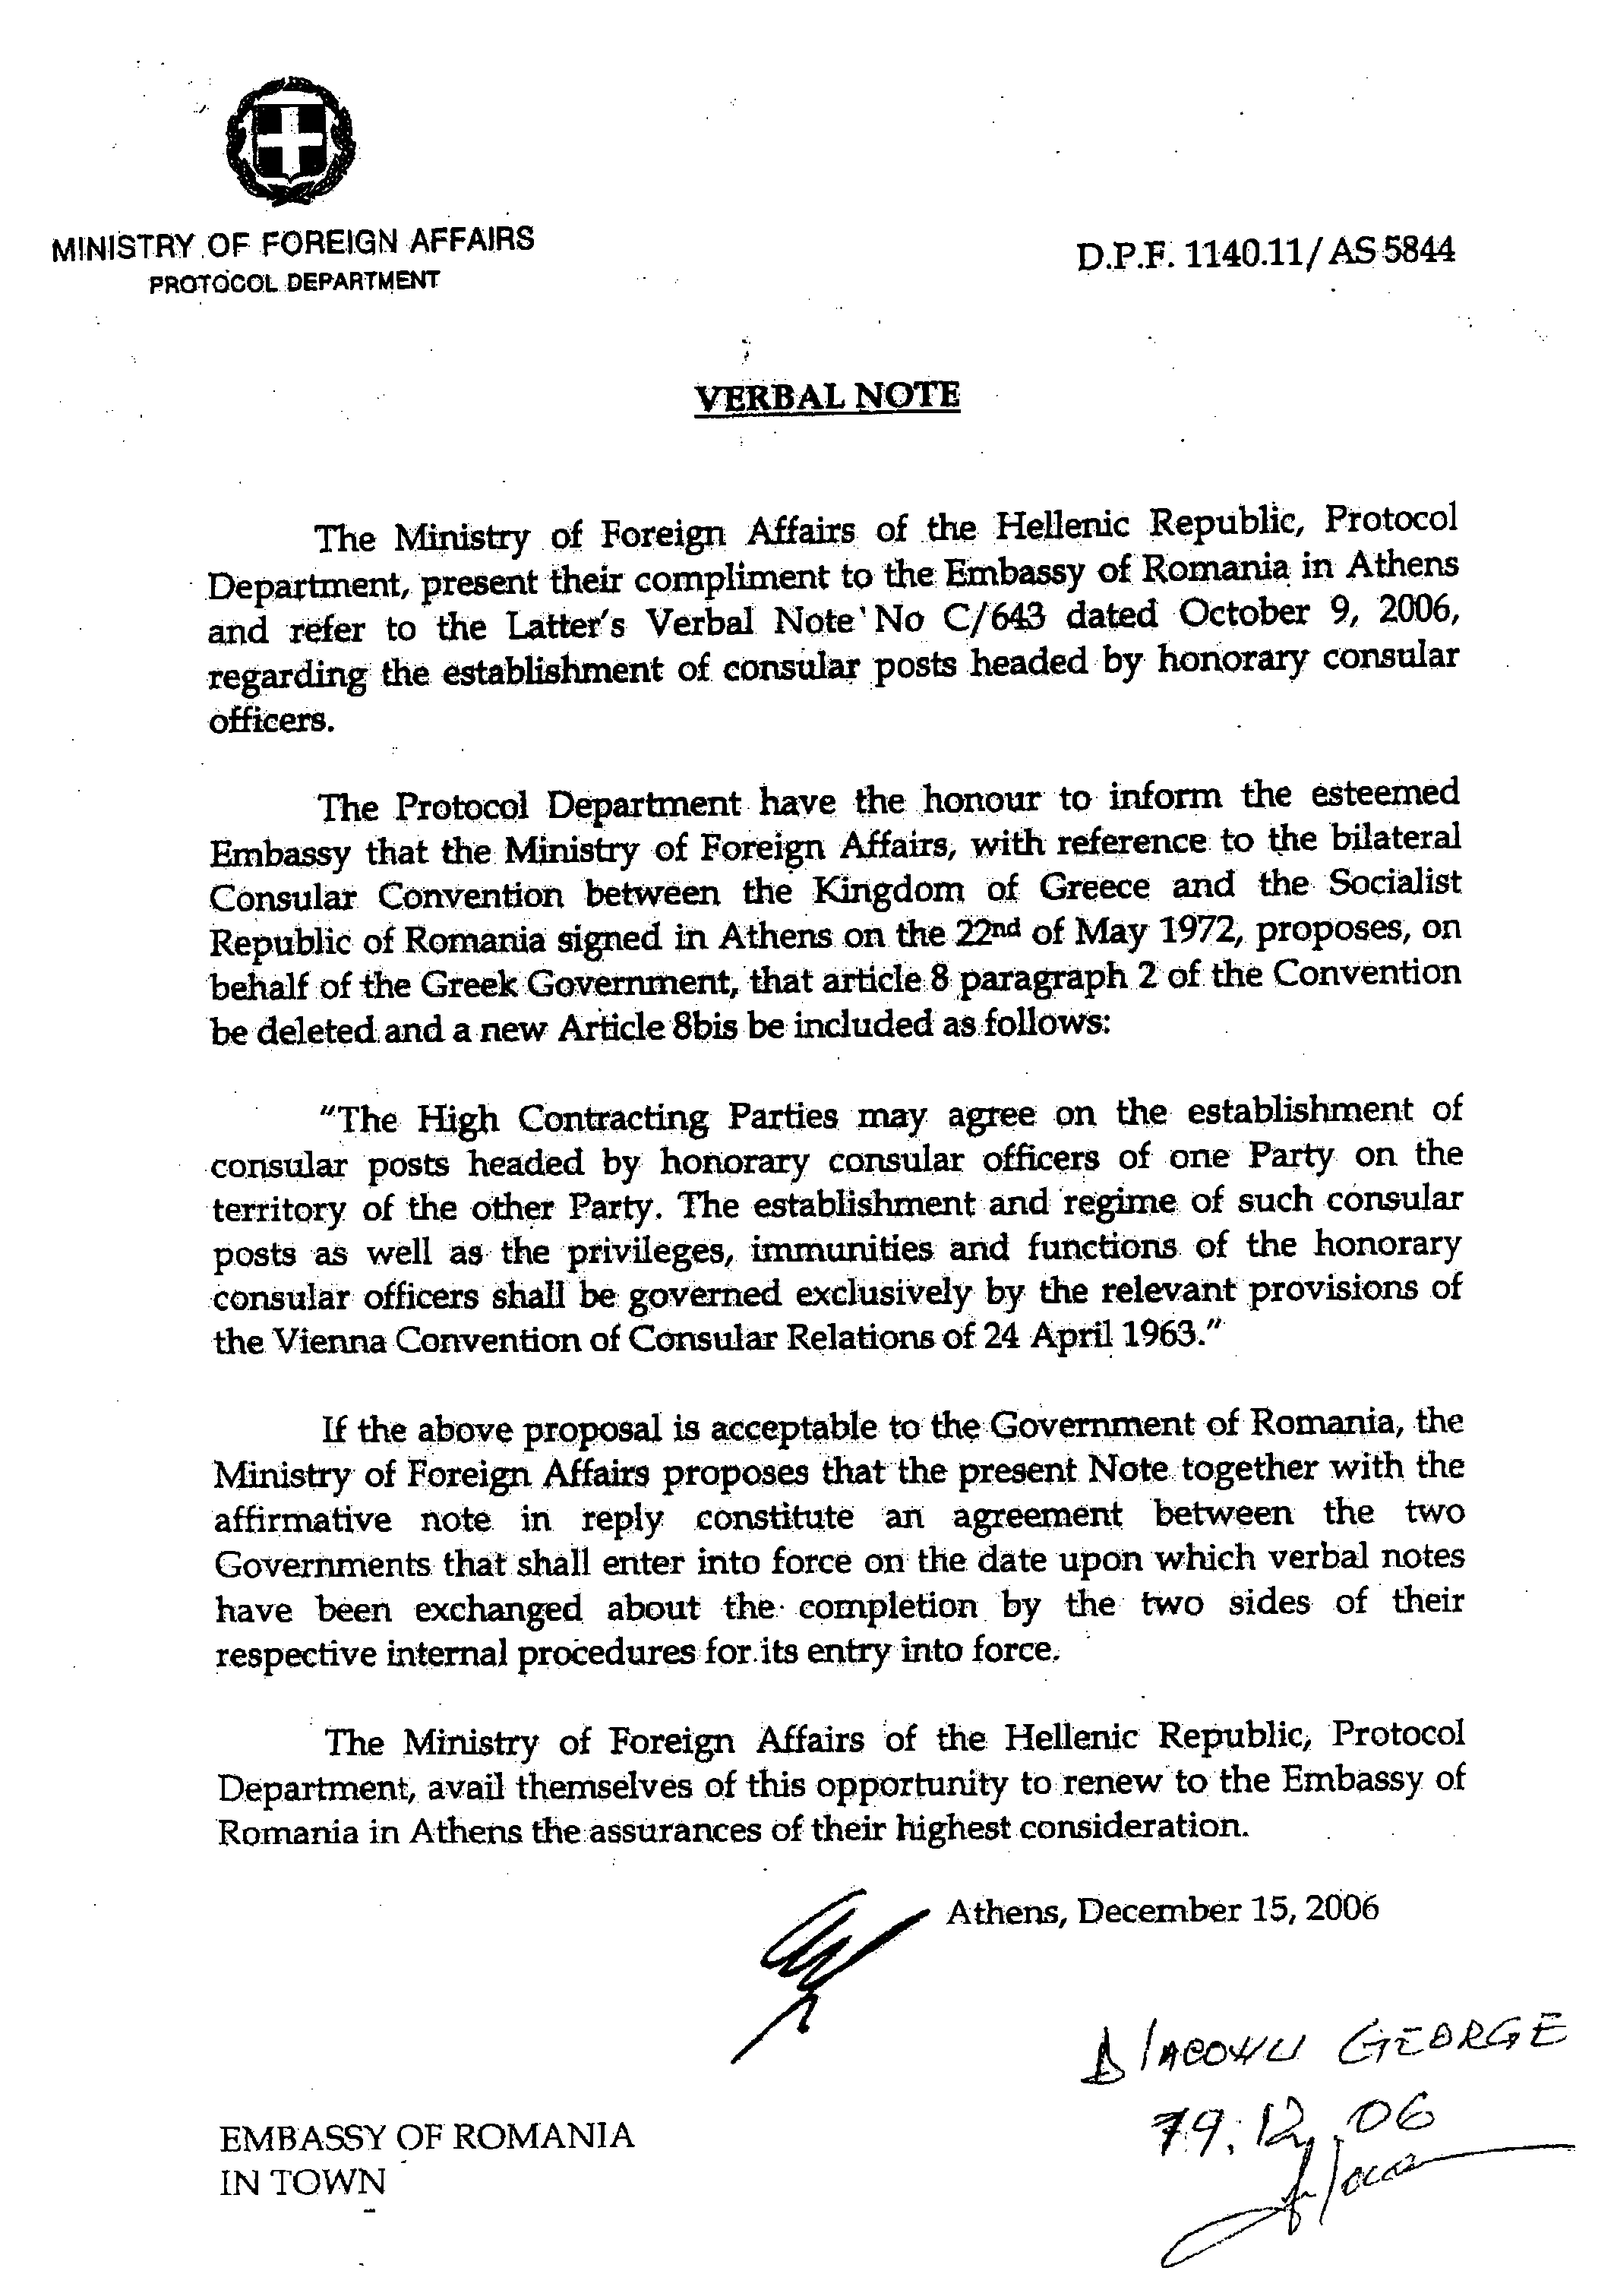 MINISTRY OF FOREIGN AFFAIRS
PROTOCOL DEPARTMENT
D.P.F. 1140.11/ AS 5844
VERBAL NOTE
The Ministry of Foreign Affairs of the Hellenic Republic, Protocol
Department, present their compliment to the Embassy of Romania in Athens
and refer to the Latter's Verbal Note No C/643 dated October 9, 2006,
regarding the establishment of consular posts headed by honorary consular
officers.
The Protocol Department have the honour to inform the esteemed
Embassy that the Ministry of Foreign Affairs, with reference to the bilateral
Consular Convention between the Kingdom of Greece and the Socialist
Republic of Romania signed in Athens on the 22nd of May 1972, proposes, on
behalf of the Greek Government, that article 8 paragraph 2 of the Convention
be deleted and a new Article 8bis be included as follows:
"The High Contracting Parties may agree on the establishment of
consular posts headed by honorary consular officers of one Party on the
territory of the other Party. The establishment and regime of such consular
posts as well as the privileges, immunities and functions of the honorary
consular officers shall be governed exclusively by the relevant provisions of
the Vienna Convention of Consular Relations of 24 April 1963."
If the above proposal is acceptable to the Government of Romania, the
Ministry of Foreign Affairs proposes that the present Note together with the
affirmative note in reply constitute an agreement between the two
Governments that shall enter into force on the date upon which verbal notes
have been exchanged about the completion by the two sides of their
respective internal procedures for its entry into force.
The Ministry of Foreign Affairs of the Hellenic Republic, Protocol
Department, avail themselves of this opportunity to renew to the Embassy of
Romania in Athens the assurances of their highest consideration.
Athens, December 15, 2006
DIACONU GEORGE
19.12.06
EMBASSY OF ROMANIA
IN TOWN